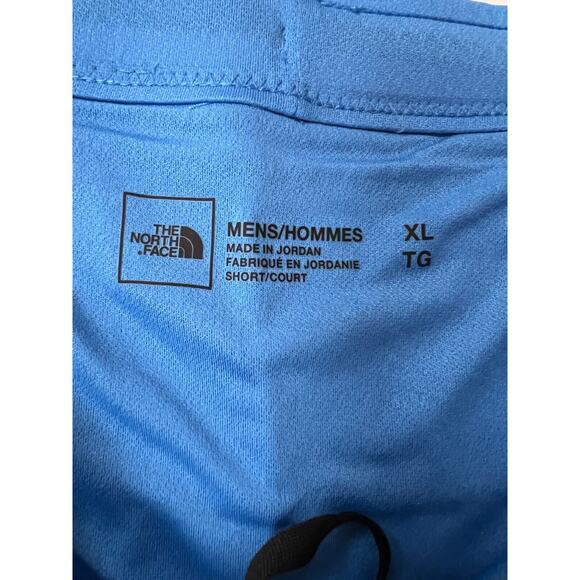 THE
NORTH
FACE
MENS/HOMMES XL
MADE IN JORDAN TG
FABRIQUÉ EN JORDANIE
SHORT/COURT